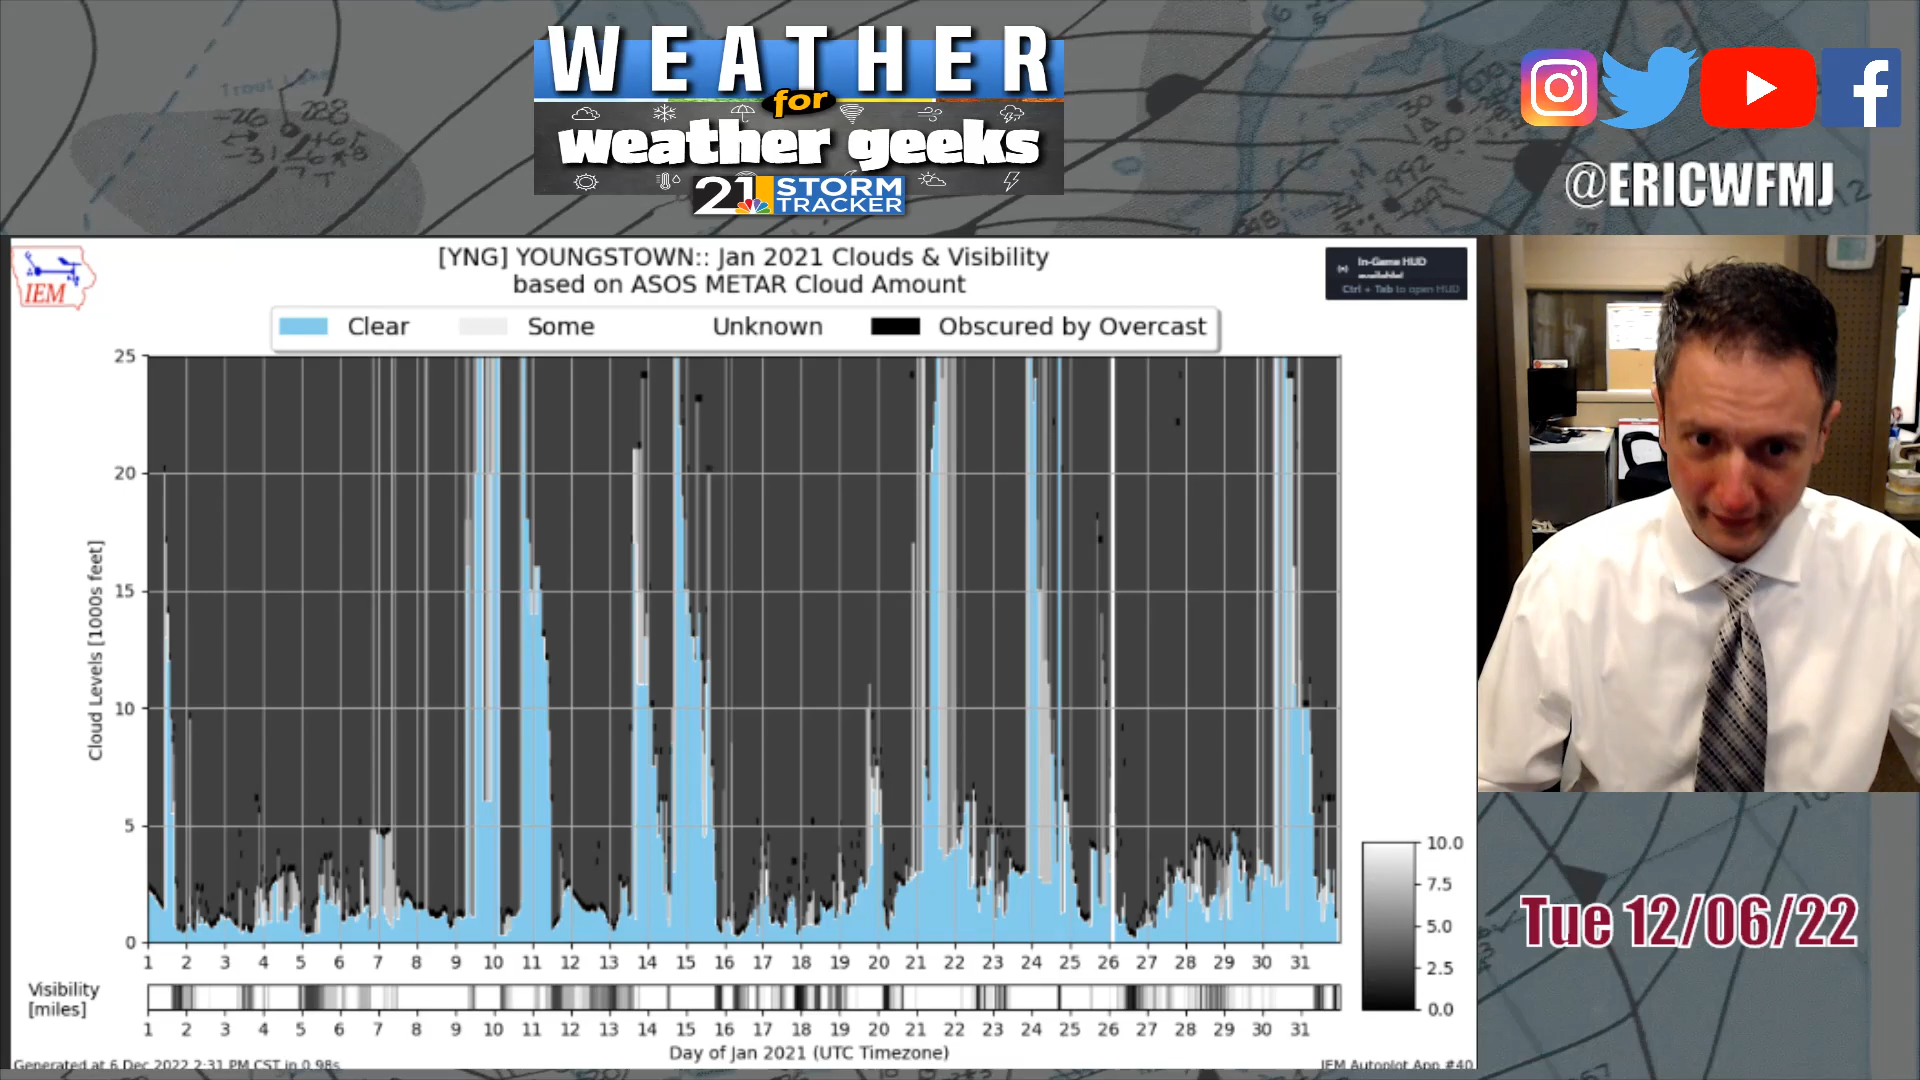 WEATHER
for
weather geeks
21 STORM
TRACKER
@ERICWFMJ
IEM
[YNG] YOUNGSTOWN:: Jan 2021 Clouds & Visibility
based on ASOS METAR Cloud Amount
In-Game HUD
available!
Ctrl + Tab to open HUD
Clear Some Unknown Obscured by Overcast
Cloud Levels [1000s feet]
25
20
15
10
5
0
1 2 3 4 5 6 7 8 9 10 11 12 13 14 15 16 17 18 19 20 21 22 23 24 25 26 27 28 29 30 31
10.0
7.5
5.0
2.5
0.0
Visibility
[miles]
1 2 3 4 5 6 7 8 9 10 11 12 13 14 15 16 17 18 19 20 21 22 23 24 25 26 27 28 29 30 31
Day of Jan 2021 (UTC Timezone)
Generated at 6 Dec 2022 2:31 PM CST in 0.98s
IEM Autoplot App #40
Tue 12/06/22